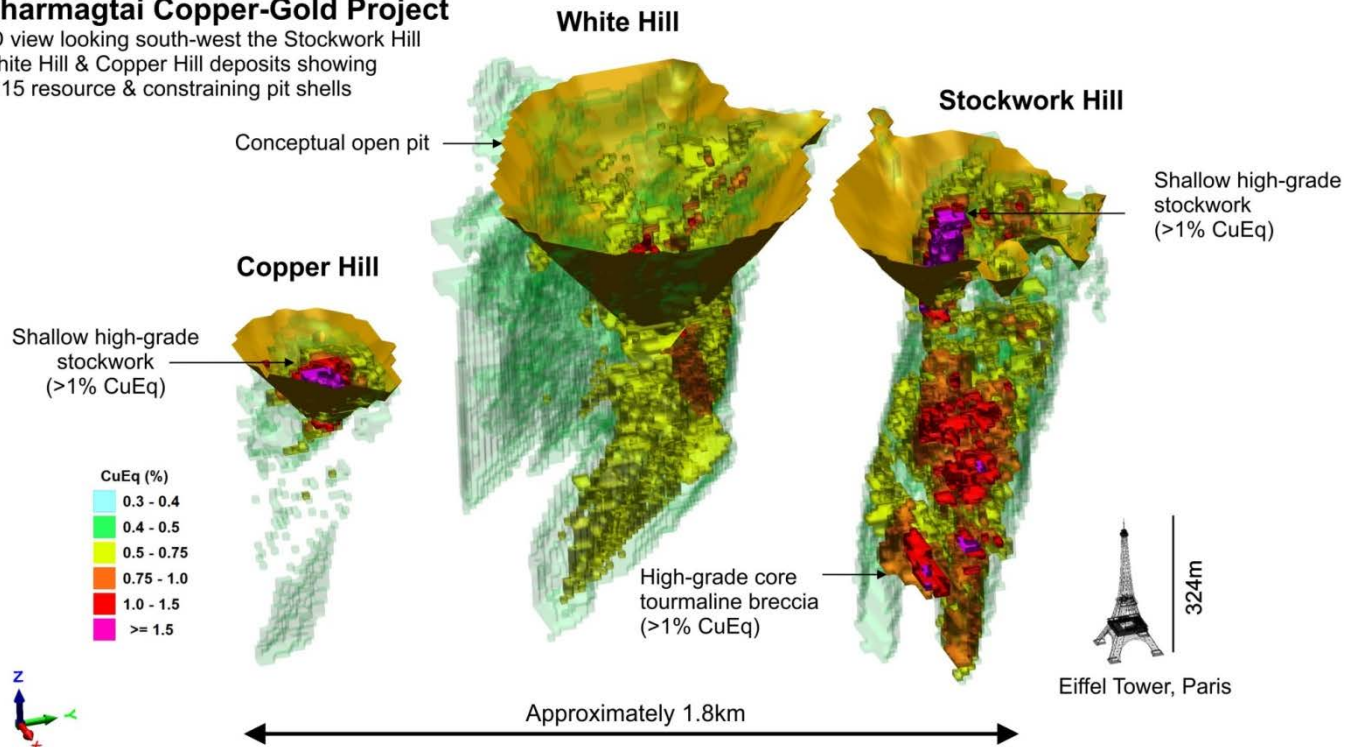 harmagtai Copper-Gold Project
view looking south-west the Stockwork Hill
hite Hill & Copper Hill deposits showing
15 resource & constraining pit shells
White Hill
Stockwork Hill
Conceptual open pit
Shallow high-grade
stockwork
(>1% CuEq)
Copper Hill
Shallow high-grade
stockwork
(>1% CuEq)
CuEq (%)
0.3 - 0.4
0.4 - 0.5
0.5 - 0.75
0.75 - 1.0
1.0 - 1.5
>= 1.5
High-grade core
tourmaline breccia
(>1% CuEq)
324m
Eiffel Tower, Paris
Z
Y
X
Approximately 1.8km